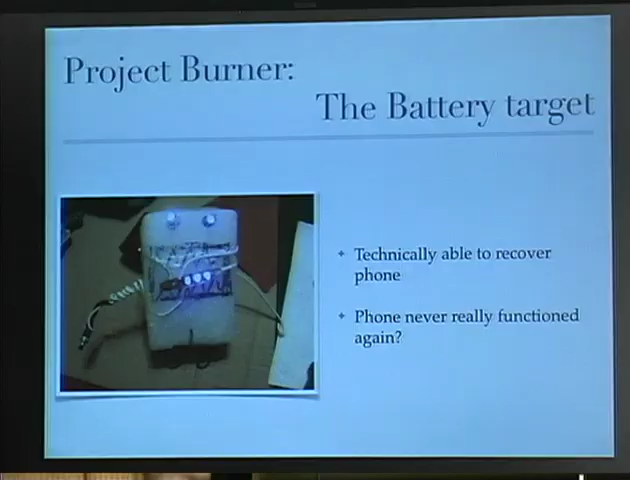 Project Burner:
The Battery target
Technically able to recover
phone
Phone never really functioned
again?